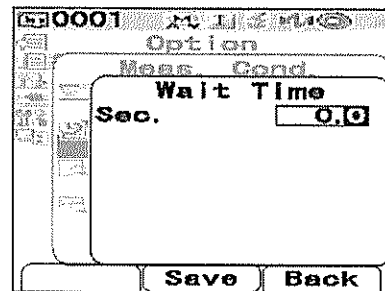 0001
Option
Meas. Cond.
Wait Time
Sec. 0.0
Save Back